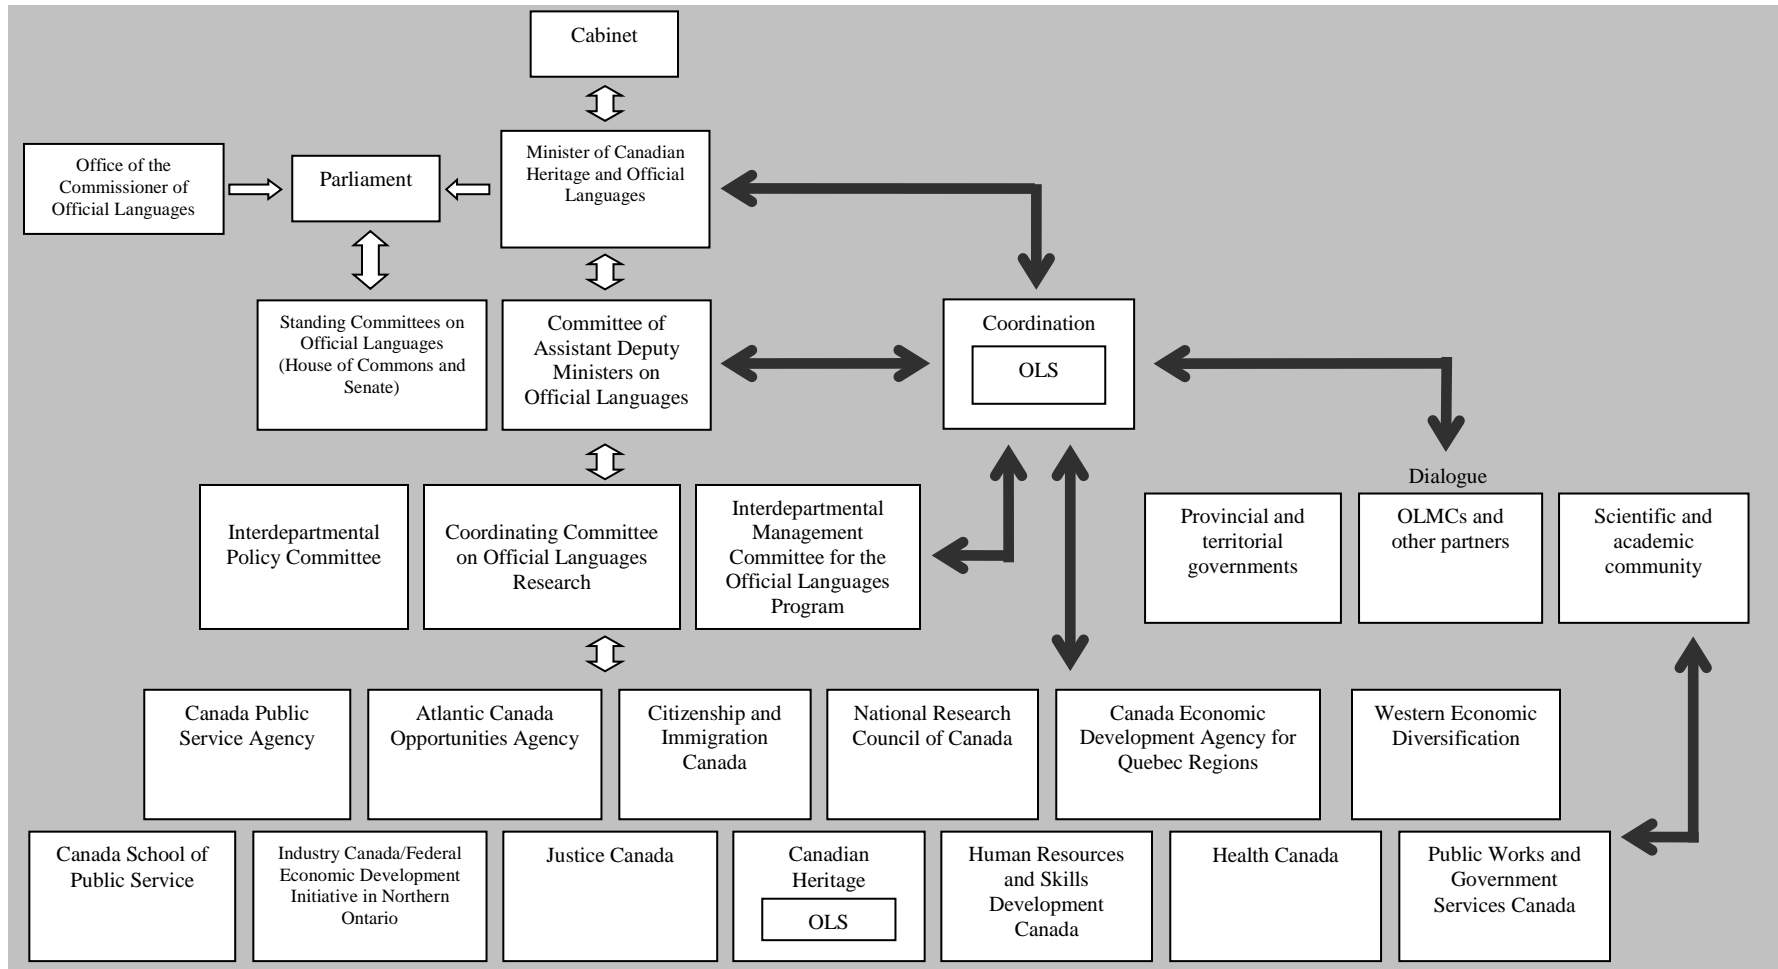 Cabinet
Office of the
Commissioner of
Official Languages
Parliament
Minister of Canadian
Heritage and Official
Languages
Standing Committees on
Official Languages
(House of Commons and
Senate)
Committee of
Assistant Deputy
Ministers on
Official Languages
Coordination
OLS
Dialogue
Interdepartmental
Policy Committee
Coordinating Committee
on Official Languages
Research
Interdepartmental
Management
Committee for the
Official Languages
Program
Provincial and
territorial
governments
OLMCs and
other partners
Scientific and
academic
community
Canada Public
Service Agency
Atlantic Canada
Opportunities Agency
Citizenship and
Immigration
Canada
National Research
Council of Canada
Canada Economic
Development Agency for
Quebec Regions
Western Economic
Diversification
Canada School of
Public Service
Industry Canada/Federal
Economic Development
Initiative in Northern
Ontario
Justice Canada
Canadian
Heritage
OLS
Human Resources
and Skills
Development
Canada
Health Canada
Public Works and
Government
Services Canada